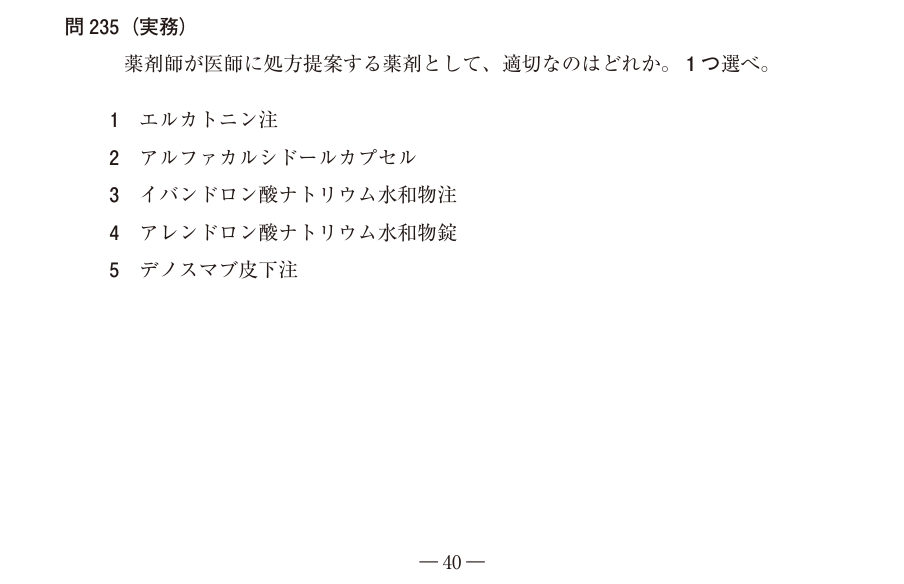 問 235（実務）
薬剤師が医師に処方提案する薬剤として、適切なのはどれか。1つ選べ。
1 エルカトニン注
2 アルファカルシドールカプセル
3 イバンドロン酸ナトリウム水和物注
4 アレンドロン酸ナトリウム水和物錠
5 デノスマブ皮下注
— 40 —